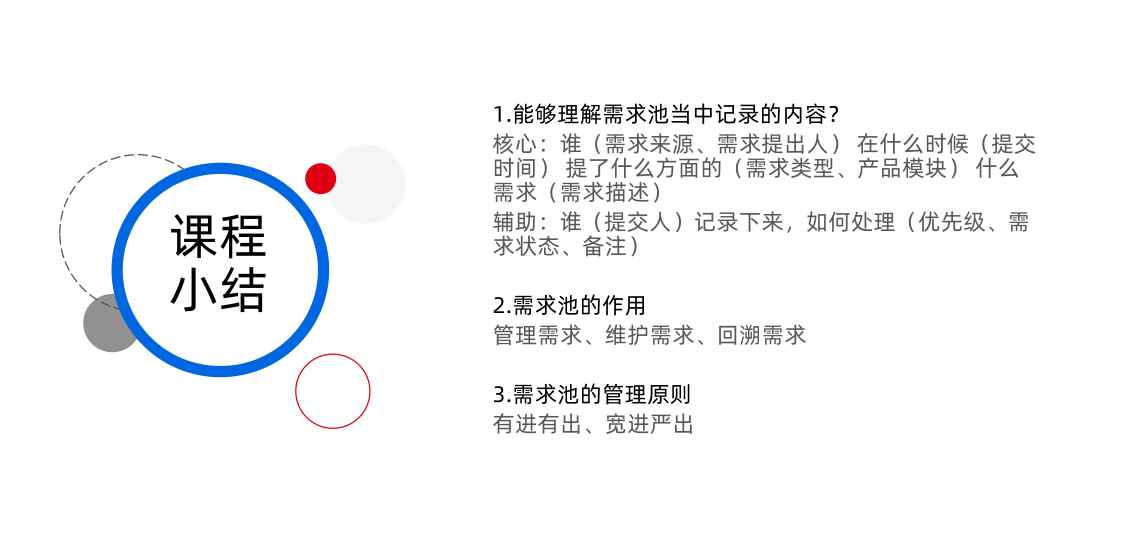 课程
小结
1.能够理解需求池当中记录的内容？
核心：谁（需求来源、需求提出人） 在什么时候（提交
时间） 提了什么方面的（需求类型、产品模块） 什么
需求（需求描述）
辅助：谁（提交人）记录下来，如何处理（优先级、需
求状态、备注）
2.需求池的作用
管理需求、维护需求、回溯需求
3.需求池的管理原则
有进有出、宽进严出